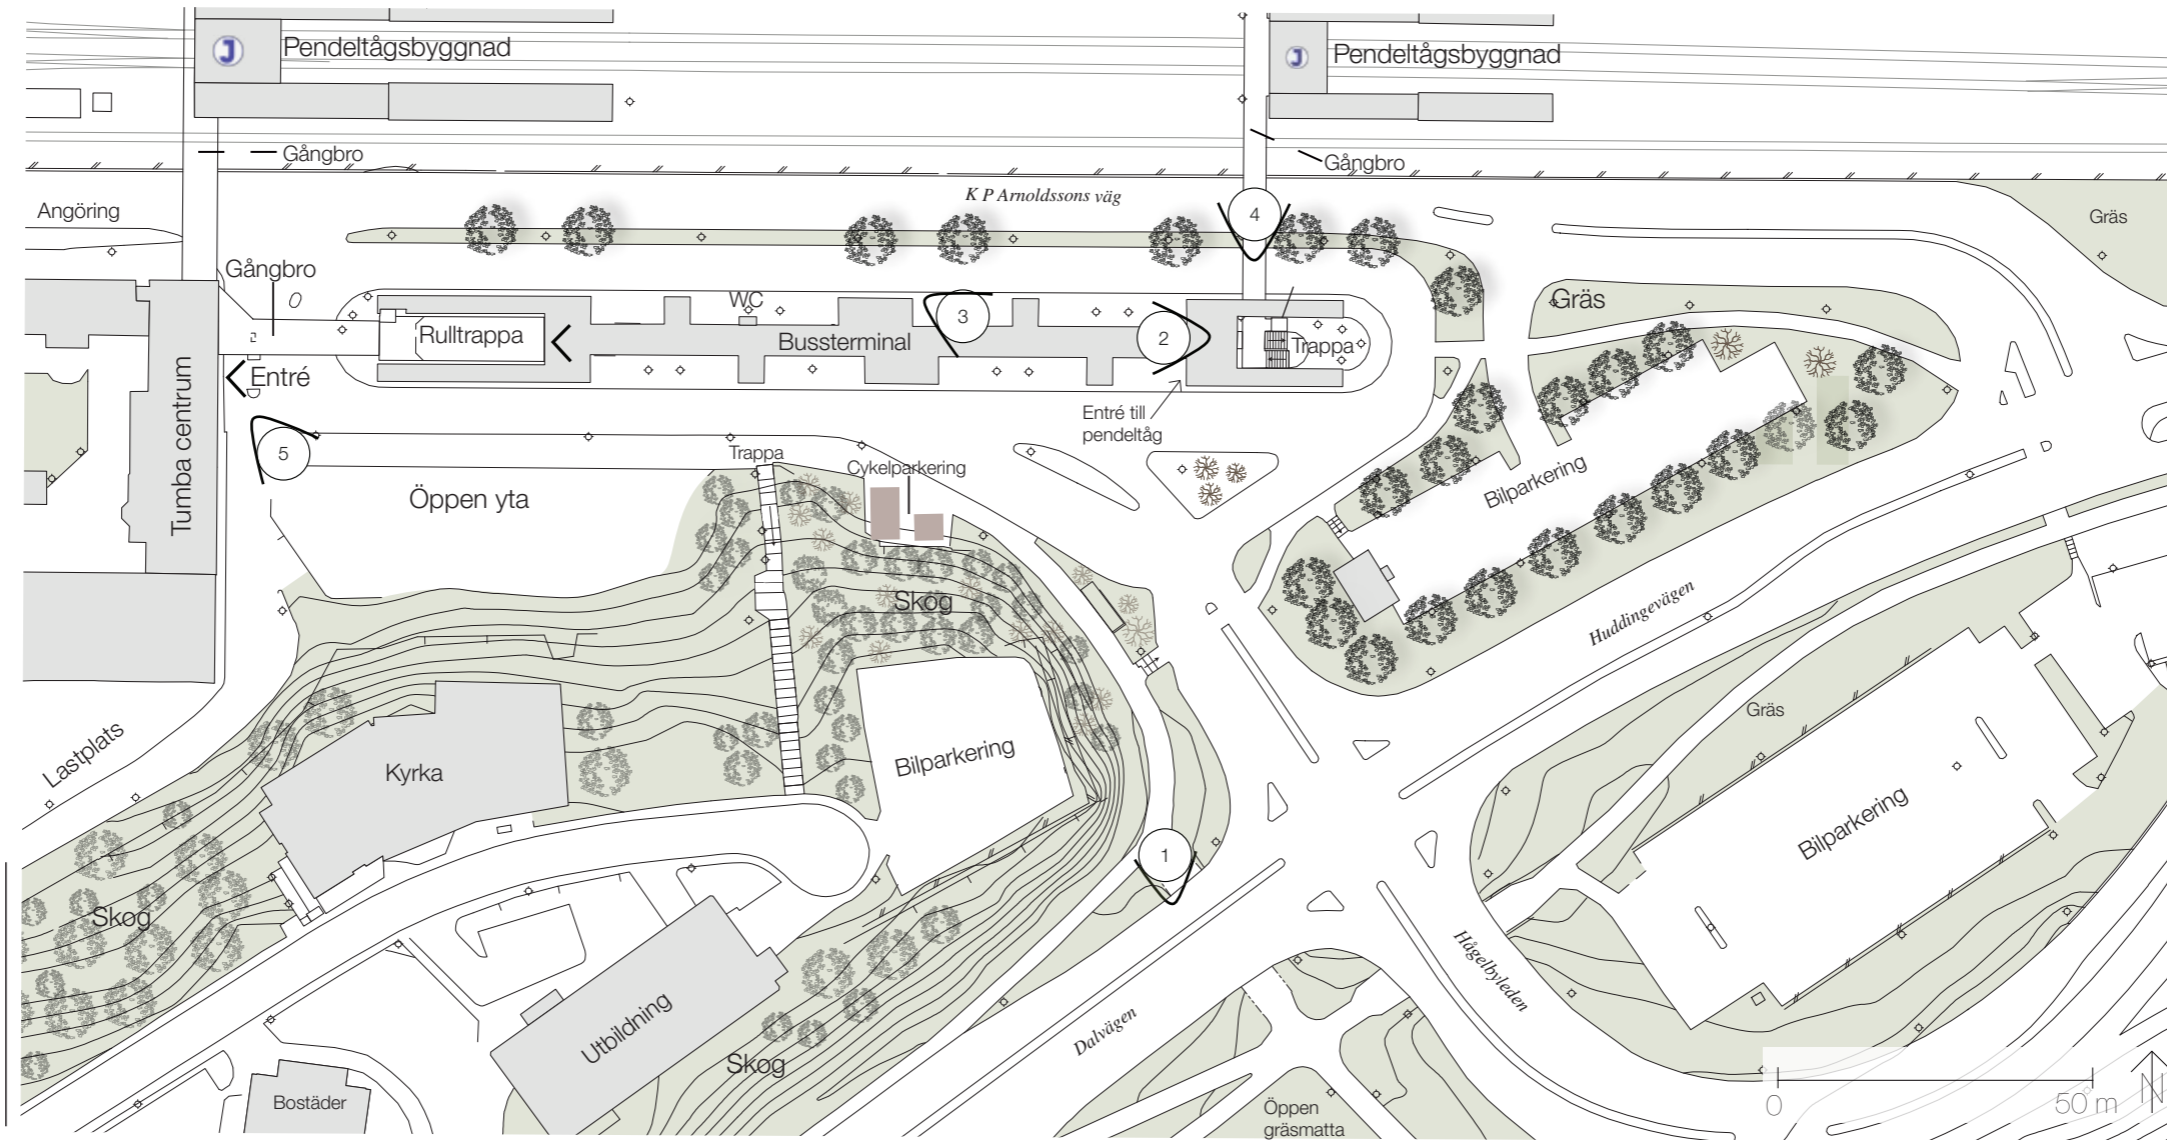 J
Pendeltågsbyggnad
J
Pendeltågsbyggnad
Gångbro
Gångbro
K P Arnoldssons väg
Angöring
4
Gräs
Gångbro
WC
Gräs
3
Rulltrappa
Bussterminal
2
Trappa
Entré
Tumba centrum
Entré till
pendeltåg
5
Trappa
Cykelparkering
Öppen yta
Bilparkering
Skog
Huddingevägen
Gräs
Lastplats
Kyrka
Bilparkering
Bilparkering
1
Skog
Hågelbyleden
Utbildning
Dalvägen
Skog
Bostäder
Öppen
gräsmatta
0
50 m
N